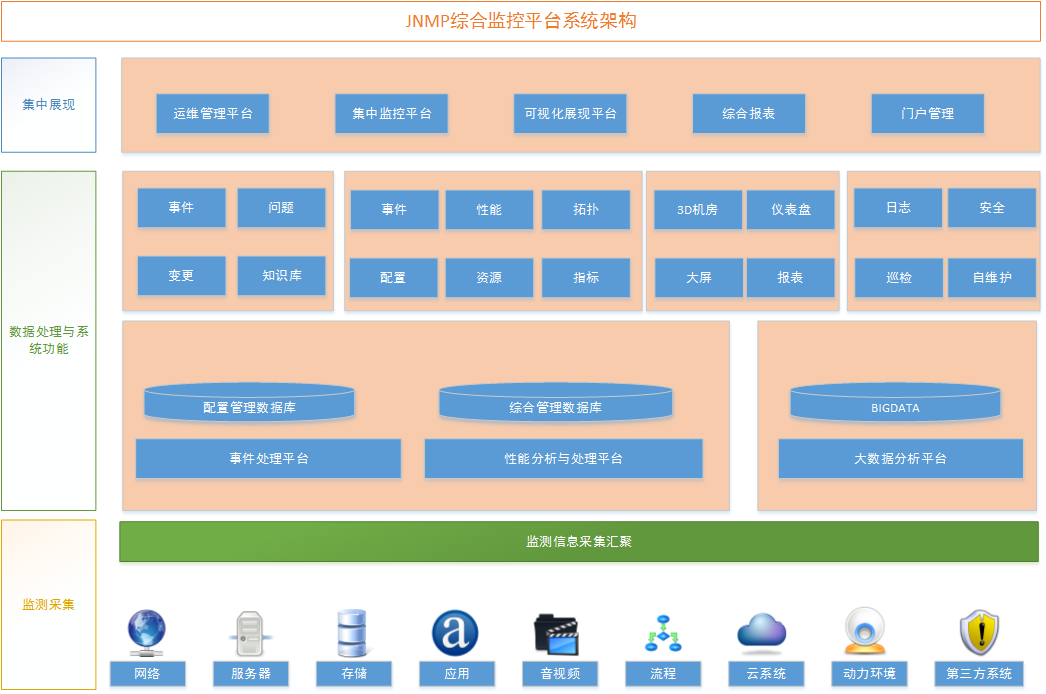 JNMP综合监控平台系统架构
集中展现
运维管理平台
集中监控平台
可视化展现平台
综合报表
门户管理
数据处理与系
统功能
事件
问题
变更
知识库
事件
性能
拓扑
配置
资源
指标
3D机房
仪表盘
大屏
报表
日志
安全
巡检
自维护
配置管理数据库
综合管理数据库
BIGDATA
事件处理平台
性能分析与处理平台
大数据分析平台
监测采集
监测信息采集汇聚
a
网络
服务器
存储
应用
音视频
流程
云系统
动力环境
第三方系统